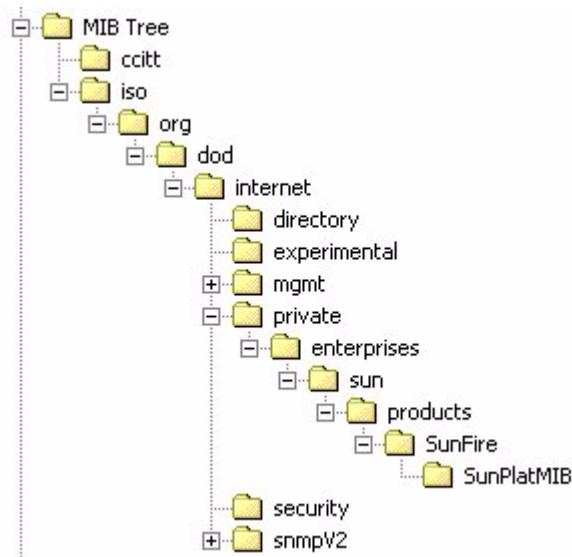 MIB Tree
ccitt
iso
org
dod
internet
directory
experimental
mgmt
private
enterprises
sun
products
SunFire
SunPlatMIB
security
snmpV2